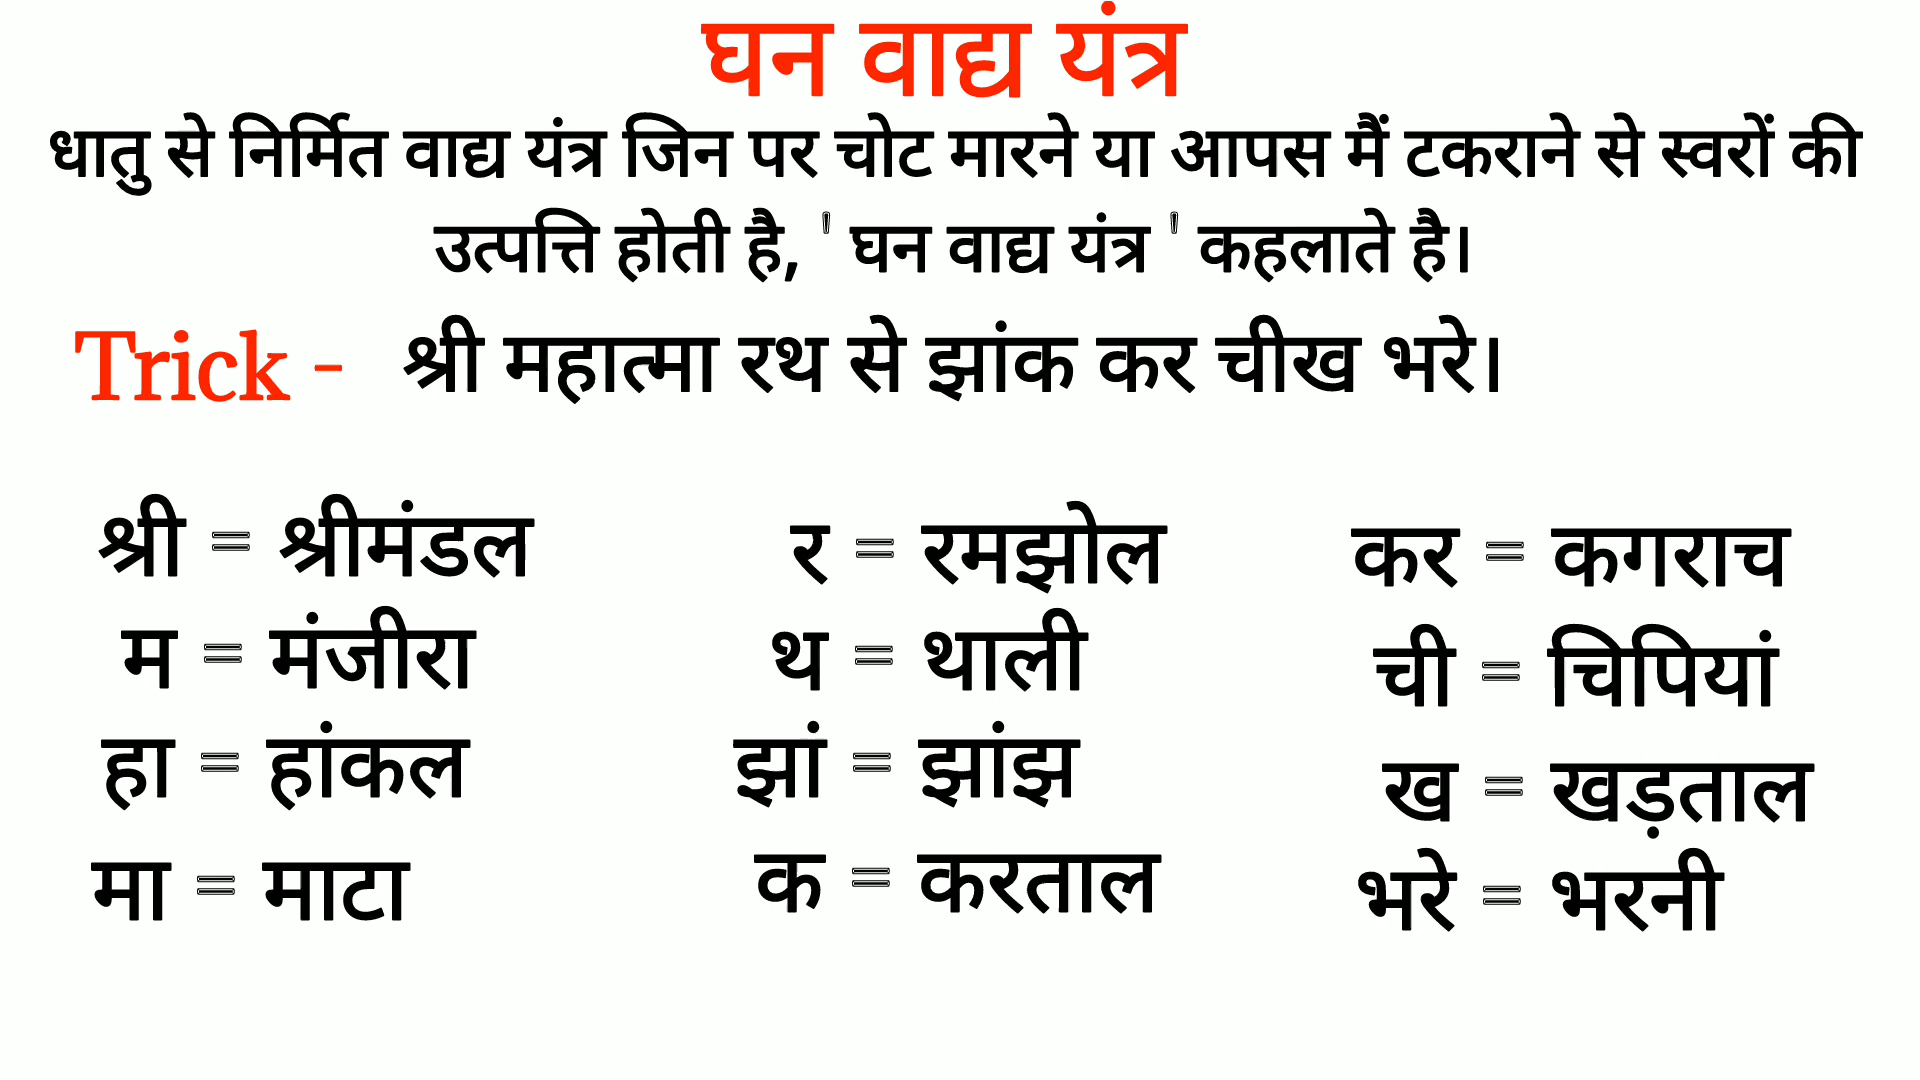 घन वाद्य यंत्र
धातु से निर्मित वाद्य यंत्र जिन पर चोट मारने या आपस मैं टकराने से स्वरों की
उत्पत्ति होती है, ' घन वाद्य यंत्र ' कहलाते है।
Trick - श्री महात्मा रथ से झांक कर चीख भरे।
श्री = श्रीमंडल
म = मंजीरा
हा = हांकल
मा = माटा
र = रमझोल
थ = थाली
झां = झांझ
क = करताल
कर = कगराच
ची = चिपियां
ख = खड़ताल
भरे = भरनी